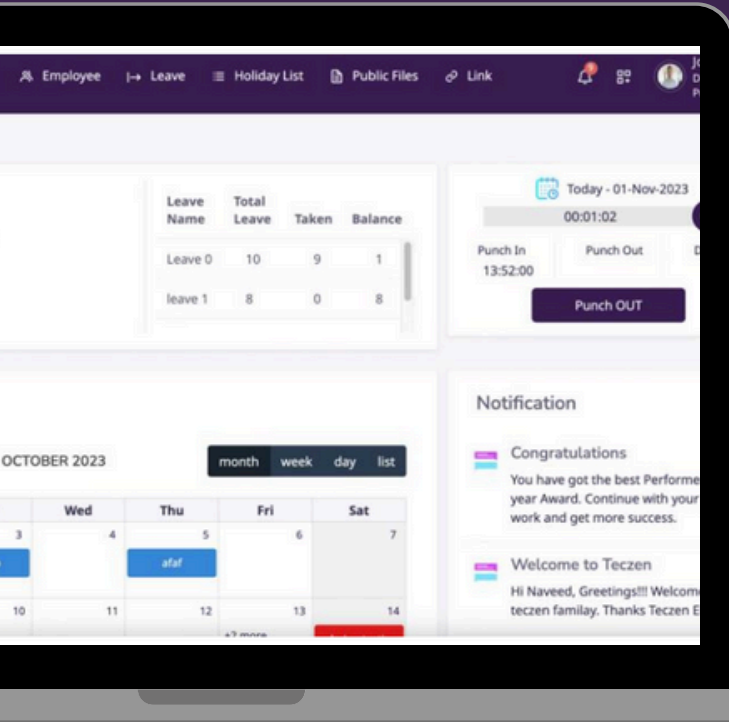 Employee
Leave
Holiday List
Public Files
Link
Leave Name
Total Leave
Taken
Balance
Leave 0 10 9 1
leave 1 8 0 8
Today - 01-Nov-2023
00:01:02
Punch In
Punch Out
13:52:00
Punch OUT
OCTOBER 2023
month week day list
Wed Thu Fri Sat
3 4 5 6 7
afaf
10 11 12 13 14
+2 more
Notification
Congratulations
You have got the best Performe
year Award. Continue with your
work and get more success.
Welcome to Teczen
Hi Naveed, Greetings!!! Welcom
teczen familay. Thanks Teczen E